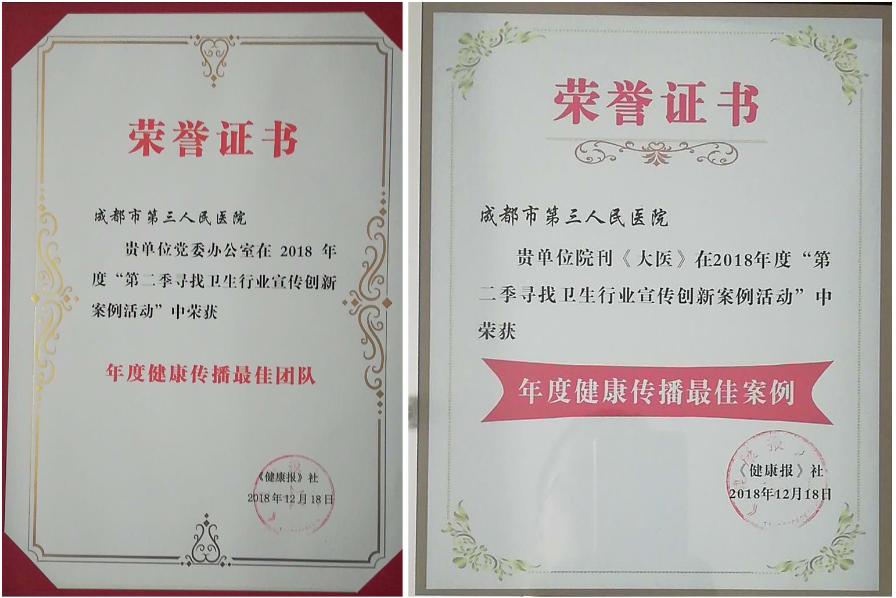 荣誉证书
成都市第三人民医院
贵单位党委办公室在 2018 年
度“第二季寻找卫生行业宣传创新
案例活动”中荣获
年度健康传播最佳团队
《健康报》社
2018年12月18日
荣誉证书
成都市第三人民医院
贵单位院刊《大医》在2018年度“第
二季寻找卫生行业宣传创新案例活动”中
荣获
年度健康传播最佳案例
《健康报》社
2018年12月18日